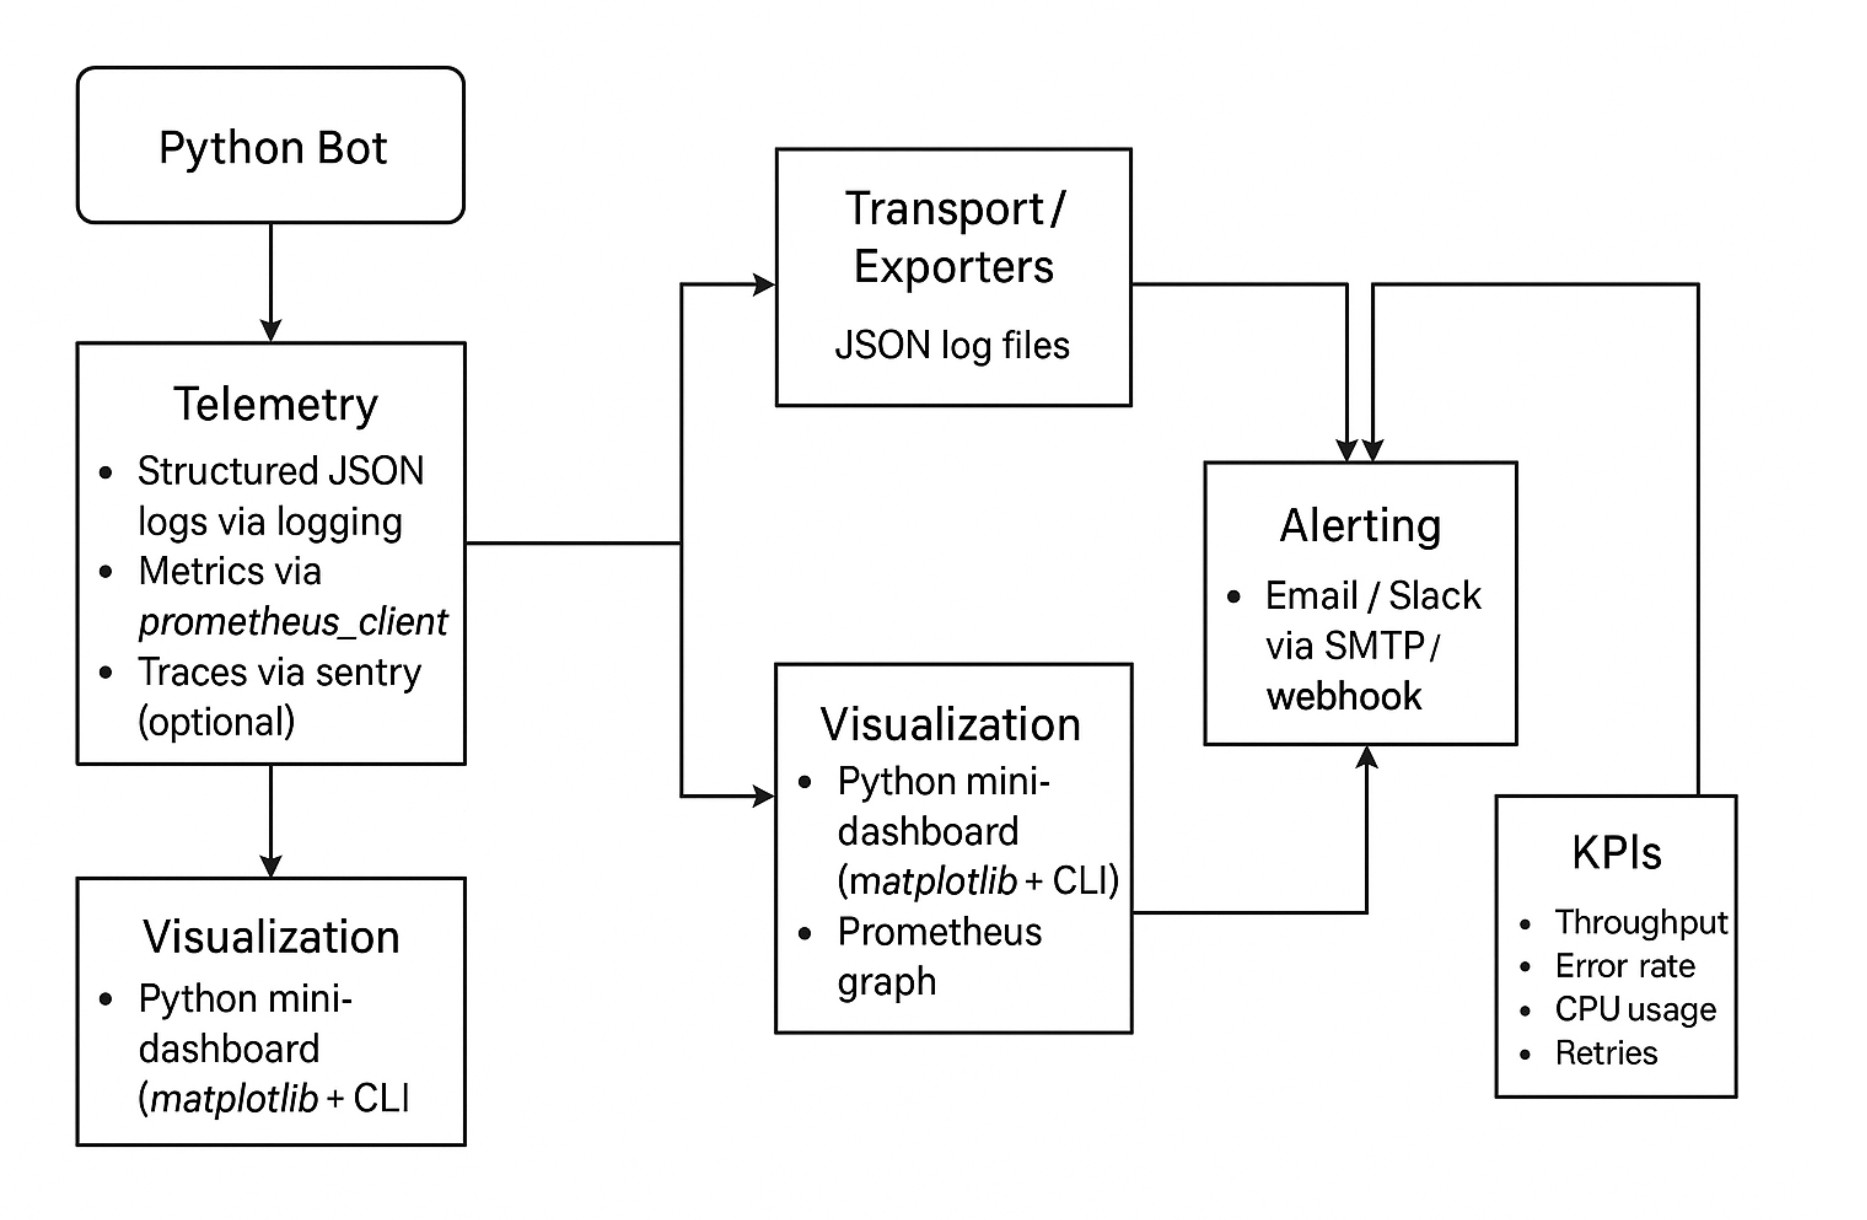 Python Bot
Telemetry
• Structured JSON
logs via logging
• Metrics via
prometheus_client
• Traces via sentry
(optional)
Visualization
• Python mini-
dashboard
(matplotlib + CLI
Transport /
Exporters
JSON log files
Visualization
• Python mini-
dashboard
(matplotlib + CLI)
• Prometheus
graph
Alerting
• Email / Slack
via SMTP /
webhook
KPIs
• Throughput
• Error rate
• CPU usage
• Retries